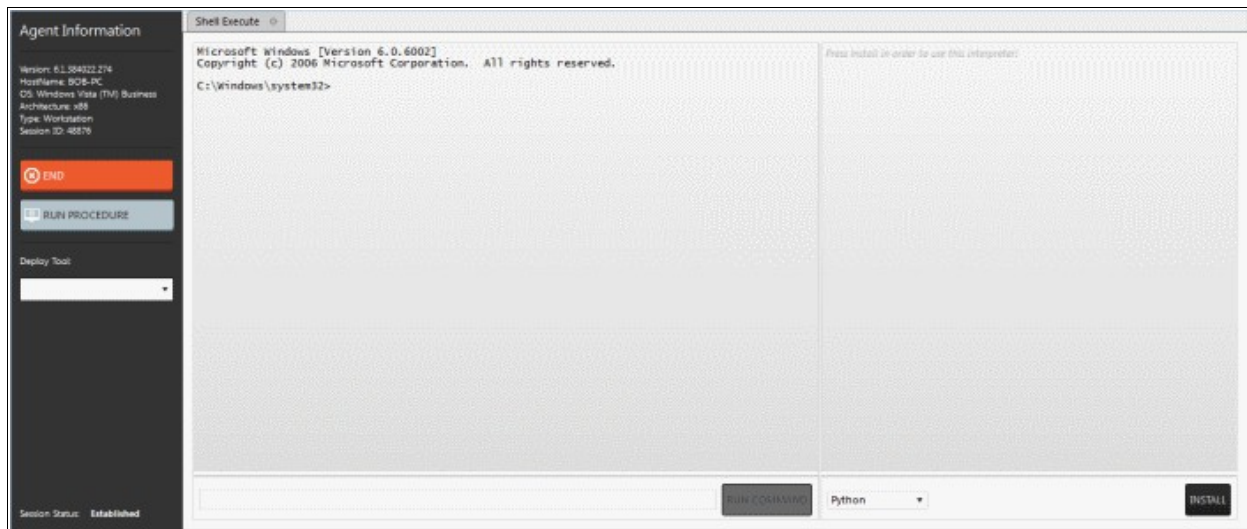 Agent Information
Version: 6.1.384022.274
HostName: BOB-PC
OS: Windows Vista (TM) Business
Architecture: x86
Type: Workstation
Session ID: 48876
END
RUN PROCEDURE
Deploy Tool:
Session Status: Established
Shell Execute
Microsoft Windows [Version 6.0.6002]
Copyright (c) 2006 Microsoft Corporation.  All rights reserved.
C:\Windows\system32>
RUN COMMAND
Press install in order to use this interpreter!
Python
INSTALL